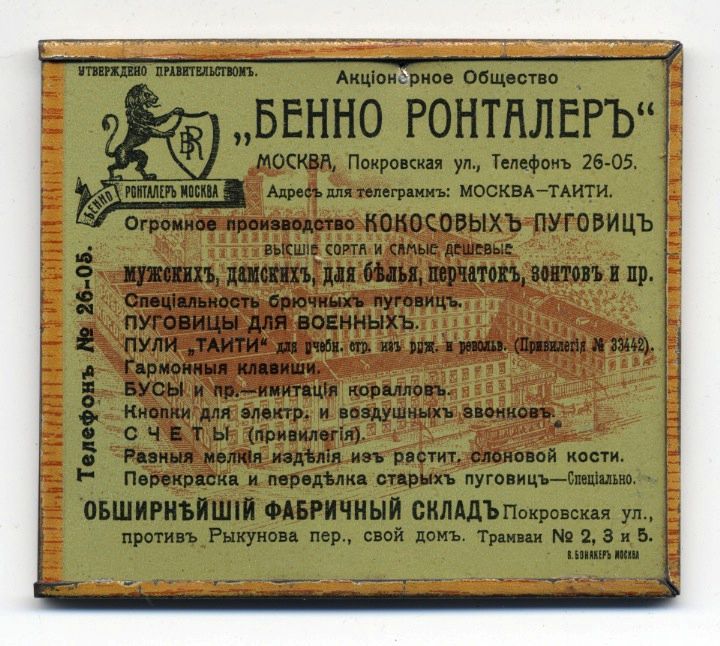 УТВЕРЖДЕНО ПРАВИТЕЛЬСТВОМЪ.
Акціонерное Общество
„БЕННО РОНТАЛЕРЪ“
BR
БЕННО РОНТАЛЕРЪ МОСКВА
МОСКВА, Покровская ул., Телефонъ 26-05.
Адресъ для телеграммъ: МОСКВА—ТАИТИ.
Огромное производство КОКОСОВЫХЪ ПУГОВИЦЪ
ВЫСШІЕ СОРТА И САМЫЕ ДЕШЕВЫЕ
мужскихъ, дамскихъ, для бѣлья, перчатокъ, зонтовъ и пр.
Спеціальность брючныхъ пуговицъ.
ПУГОВИЦЫ ДЛЯ ВОЕННЫХЪ.
ПУЛИ „ТАИТИ“ для учебн. стр. изъ руж. и револьв. (Привилегія № 33442).
Гармонныя клавиши.
БУСЫ и пр.—имитація коралловъ.
Кнопки для электр. и воздушныхъ звонковъ.
СЧЕТЫ (привилегія).
Разныя мелкія издѣлія изъ растит. слоновой кости.
Перекраска и передѣлка старыхъ пуговицъ—Спеціально.
Телефонъ № 26-05.
ОБШИРНѢЙШІЙ ФАБРИЧНЫЙ СКЛАДЪ Покровская ул.,
противъ Рыкунова пер., свой домъ. Трамваи № 2, 3 и 5.
В. БОНАКЕРЪ МОСКВА